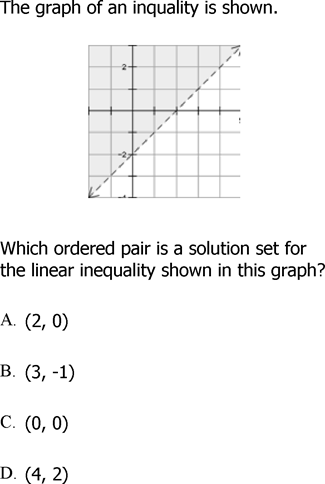 The graph of an inquality is shown.
2
-2
Which ordered pair is a solution set for
the linear inequality shown in this graph?
A. (2, 0)
B. (3, -1)
C. (0, 0)
D. (4, 2)